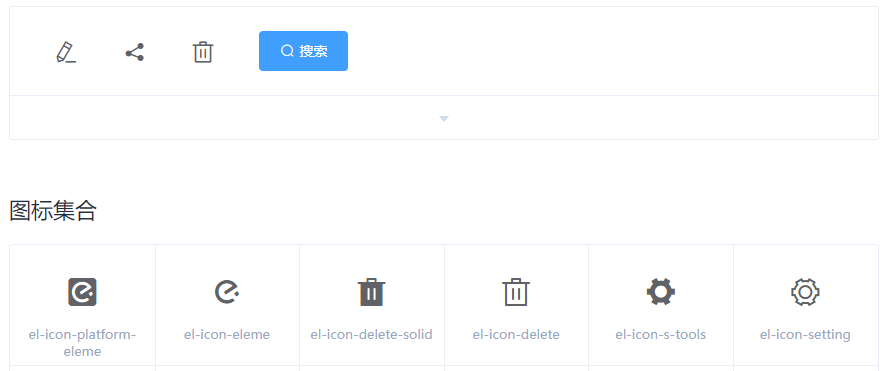 搜索
图标集合
el-icon-platform-
eleme
el-icon-eleme
el-icon-delete-solid
el-icon-delete
el-icon-s-tools
el-icon-setting